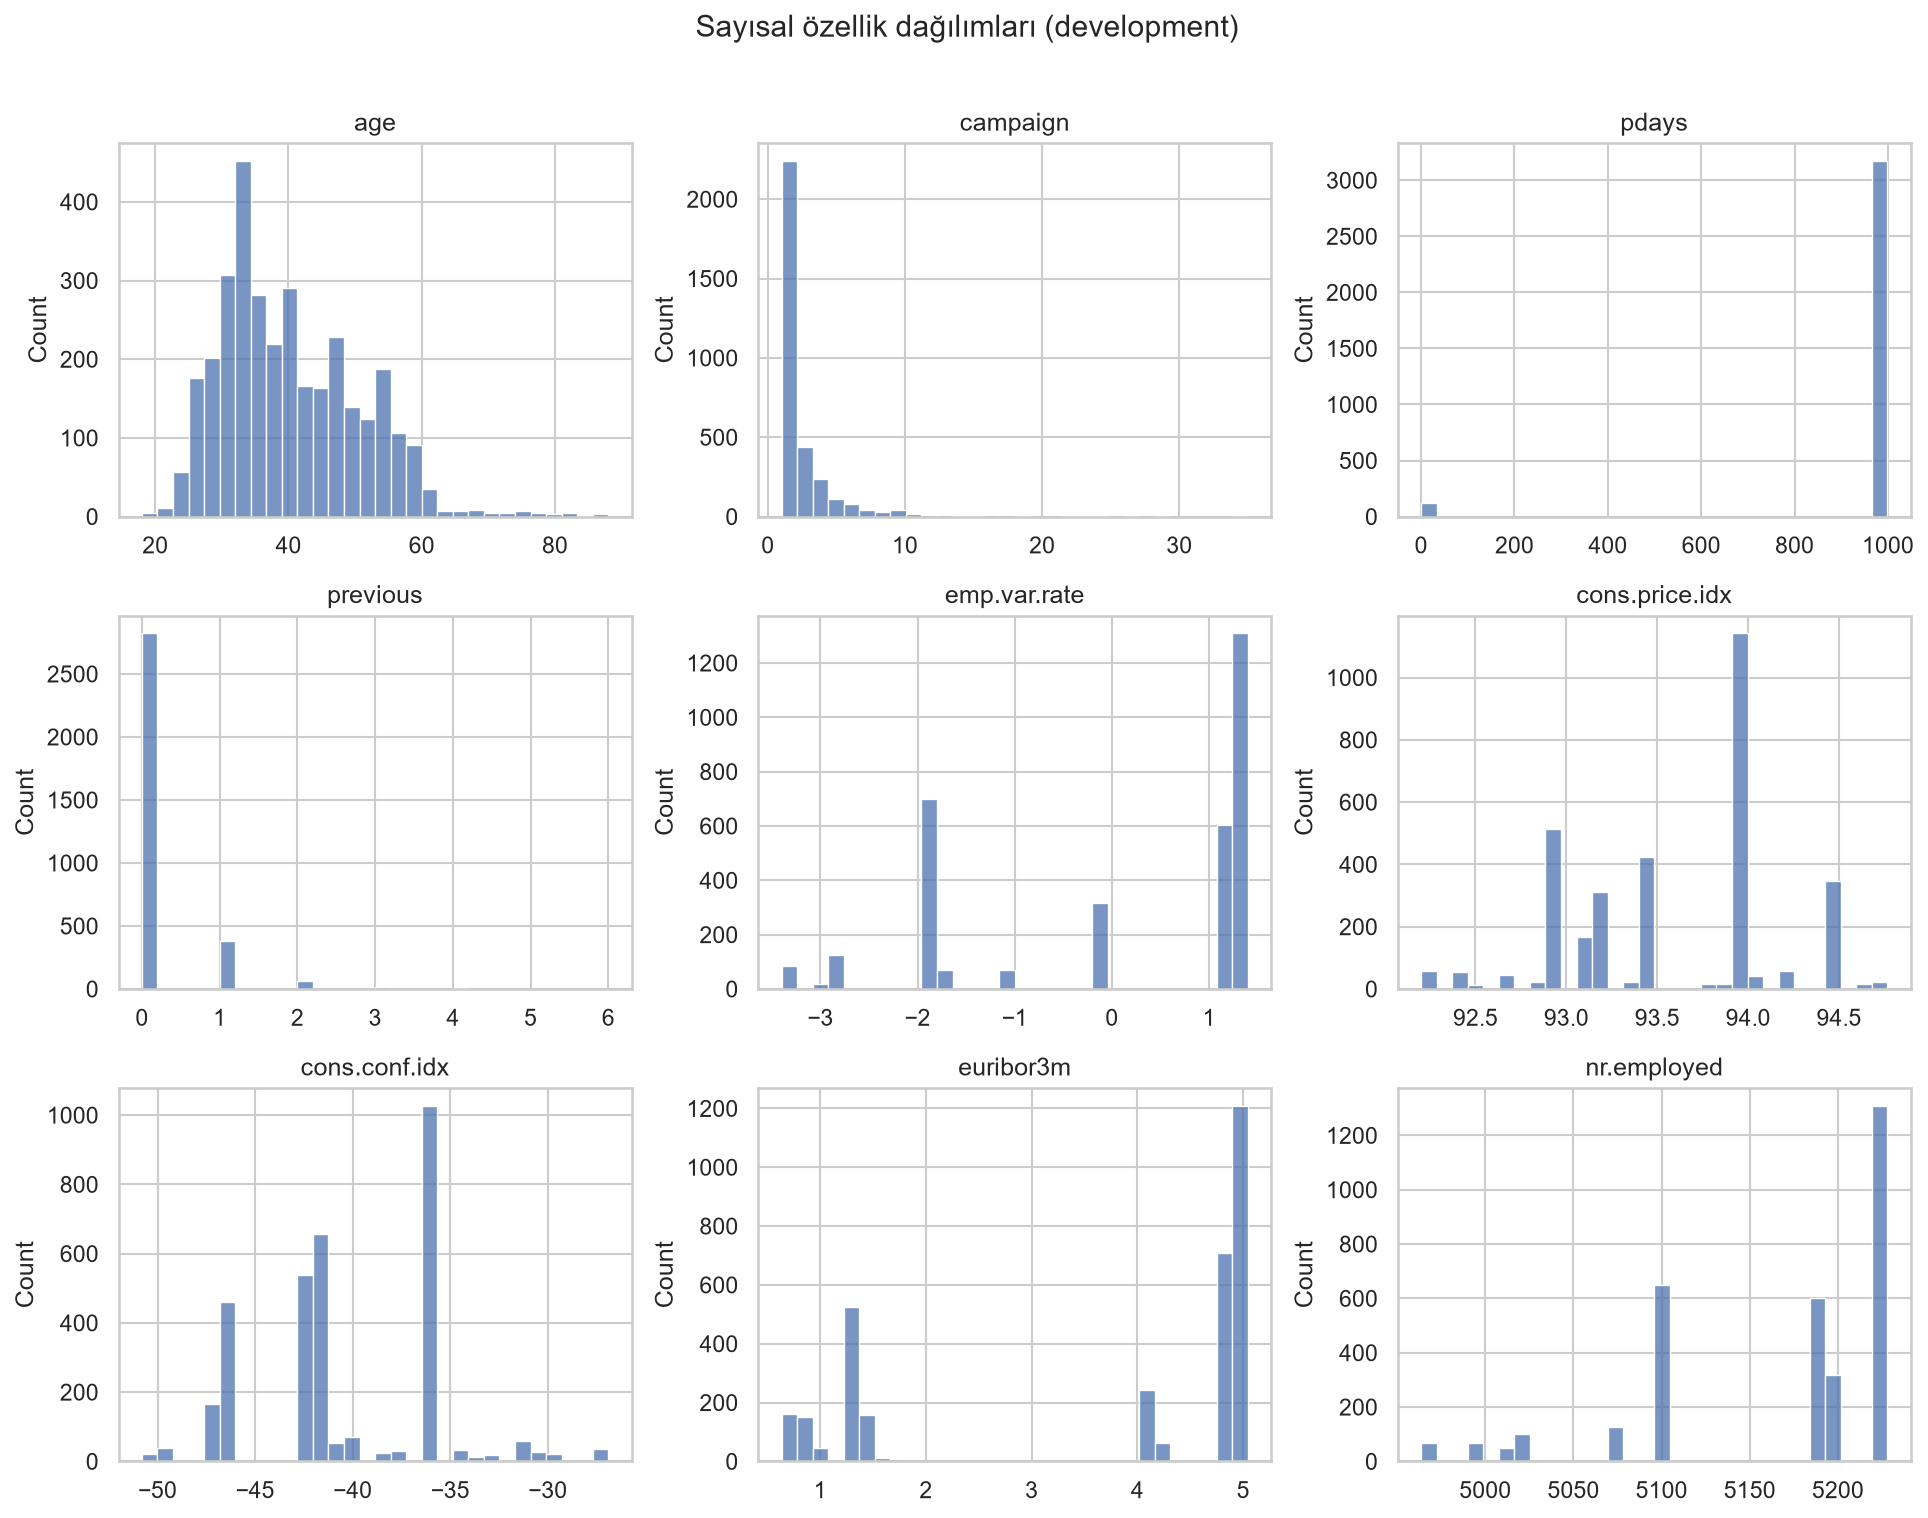 Sayısal özellik dağılımları (development)
age
campaign
pdays
Count
400
300
200
100
0
20 40 60 80
Count
2000
1500
1000
500
0
0 10 20 30
Count
3000
2500
2000
1500
1000
500
0
0 200 400 600 800 1000
previous
emp.var.rate
cons.price.idx
Count
2500
2000
1500
1000
500
0
0 1 2 3 4 5 6
Count
1200
1000
800
600
400
200
0
−3 −2 −1 0 1
Count
1000
800
600
400
200
0
92.5 93.0 93.5 94.0 94.5
cons.conf.idx
euribor3m
nr.employed
Count
1000
800
600
400
200
0
−50 −45 −40 −35 −30
Count
1200
1000
800
600
400
200
0
1 2 3 4 5
Count
1200
1000
800
600
400
200
0
5000 5050 5100 5150 5200